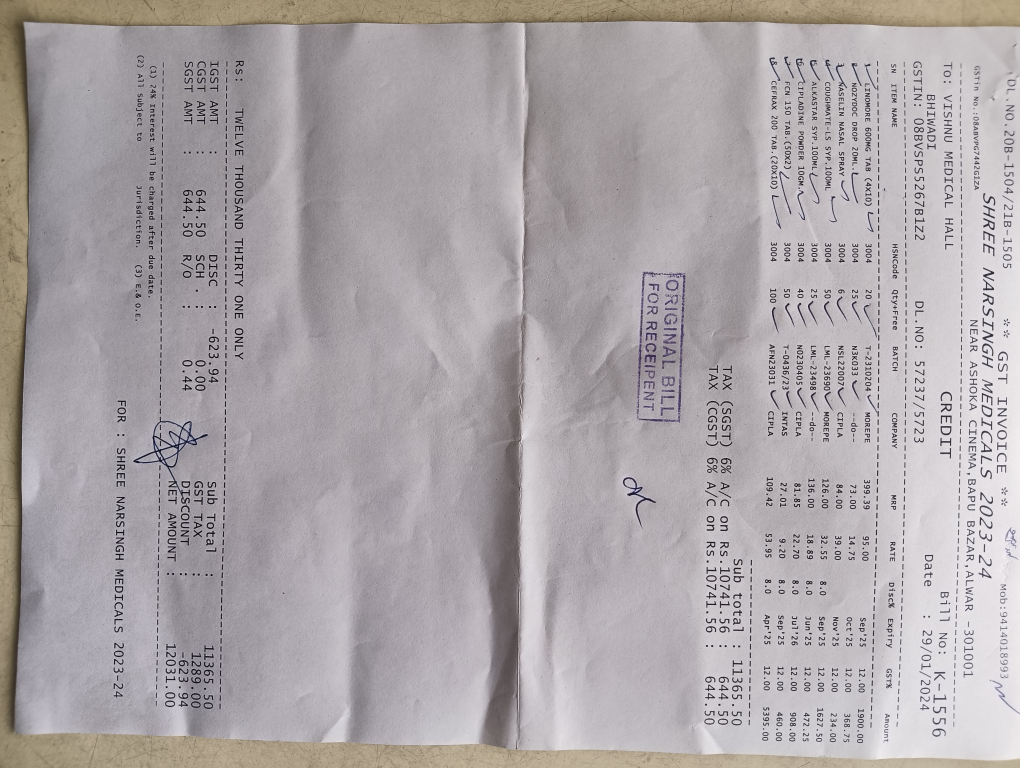 DL.NO.20B-1504/21B-1505 ** GST INVOICE ** Mob:9414018993
SHREE NARSINGH MEDICALS 2023-24
GSTin No.:08ABVPG7442G1ZA NEAR ASHOKA CINEMA,BAPU BAZAR,ALWAR -301001
To: VISHNU MEDICAL HALL CREDIT Bill No: K-1556
BHIWADI Date : 29/01/2024
GSTIN: 08BVSPS5267B1Z2 DL.NO: 57237/5723
SN ITEM NAME HSNCode Qty+Free BATCH COMPANY MRP RATE Disc% Expiry GST% Amount
1 LINOMORE 600MG TAB (4X10) 3004 20 T-2310204 MOREPE 399.39 95.00 Sep'25 12.00 1900.00
2 MOZYDOC DROP 20ML 3004 25 N3K033 --do-- 73.00 14.75 Oct'25 12.00 368.75
3 NASELIN NASAL SPRAY 3004 6 NSL22007 CIPLA 84.00 39.00 Nov'25 12.00 234.00
4 COUGHMATE-LS SYP.100ML 3004 50 LML-23690 MOREPE 126.00 32.55 8.0 Sep'25 12.00 1627.50
5 ALKASTAR SYP.100ML 3004 25 LML-23498 --do-- 136.00 18.89 8.0 Jun'25 12.00 472.25
6 CIPLADINE POWDER 10GM. 3004 40 NO230405 CIPLA 81.85 22.70 8.0 Jul'26 12.00 908.00
7 FCN 150 TAB.(50X2) 3004 50 T-0436/23 INTAS 27.01 9.20 8.0 Sep'25 12.00 460.00
8 CEFRAX 200 TAB.(20X10) 3004 100 AFN23031 CIPLA 109.42 53.95 8.0 Apr'25 12.00 5395.00
Sub total : 11365.50
TAX (SGST) 6% A/C on Rs.10741.56 : 644.50
TAX (CGST) 6% A/C on Rs.10741.56 : 644.50
ORIGINAL BILL
FOR RECEIPENT
Rs: TWELVE THOUSAND THIRTY ONE ONLY
IGST AMT : DISC : -623.94 Sub Total : 11365.50
CGST AMT : 644.50 SCH. : 0.00 GST TAX : 1289.00
SGST AMT : 644.50 R/O : 0.44 DISCOUNT : -623.94
NET AMOUNT : 12031.00
(1) 24% Interest will be charged after due date.
(2) All Subject to Jurisdiction. (3) E.& O.E.
FOR : SHREE NARSINGH MEDICALS 2023-24